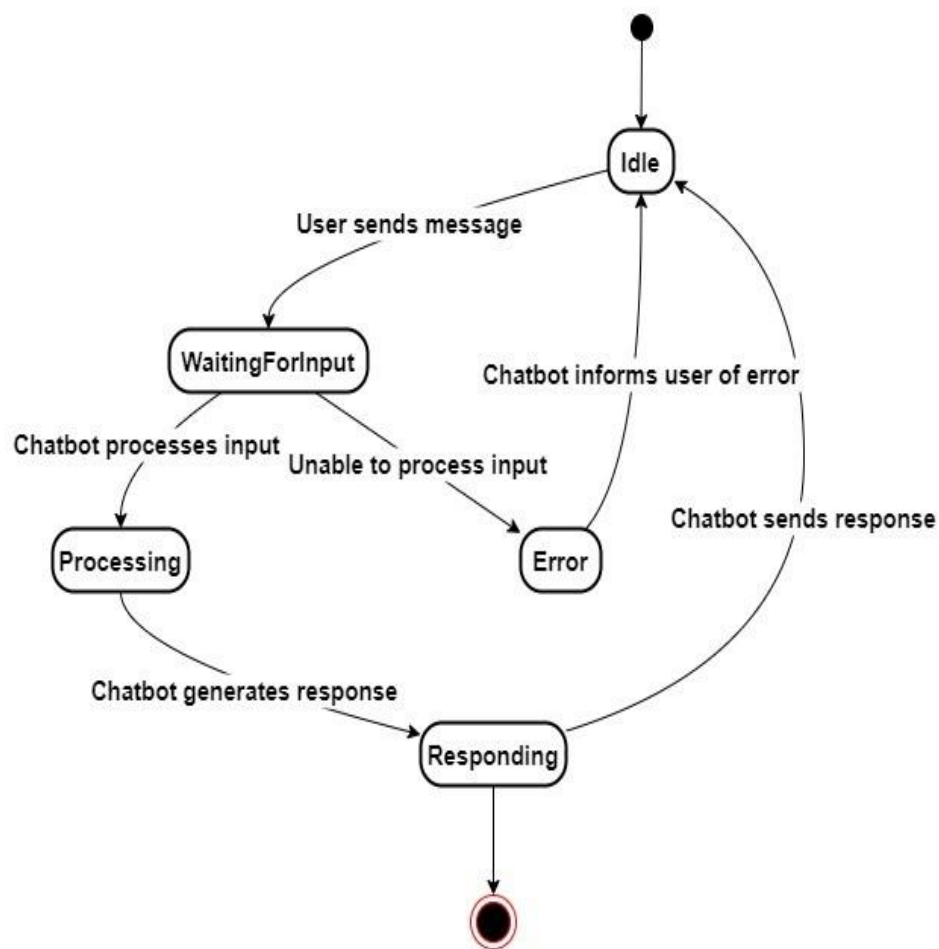 Idle
User sends message
WaitingForInput
Chatbot informs user of error
Chatbot processes input
Unable to process input
Chatbot sends response
Processing
Error
Chatbot generates response
Responding